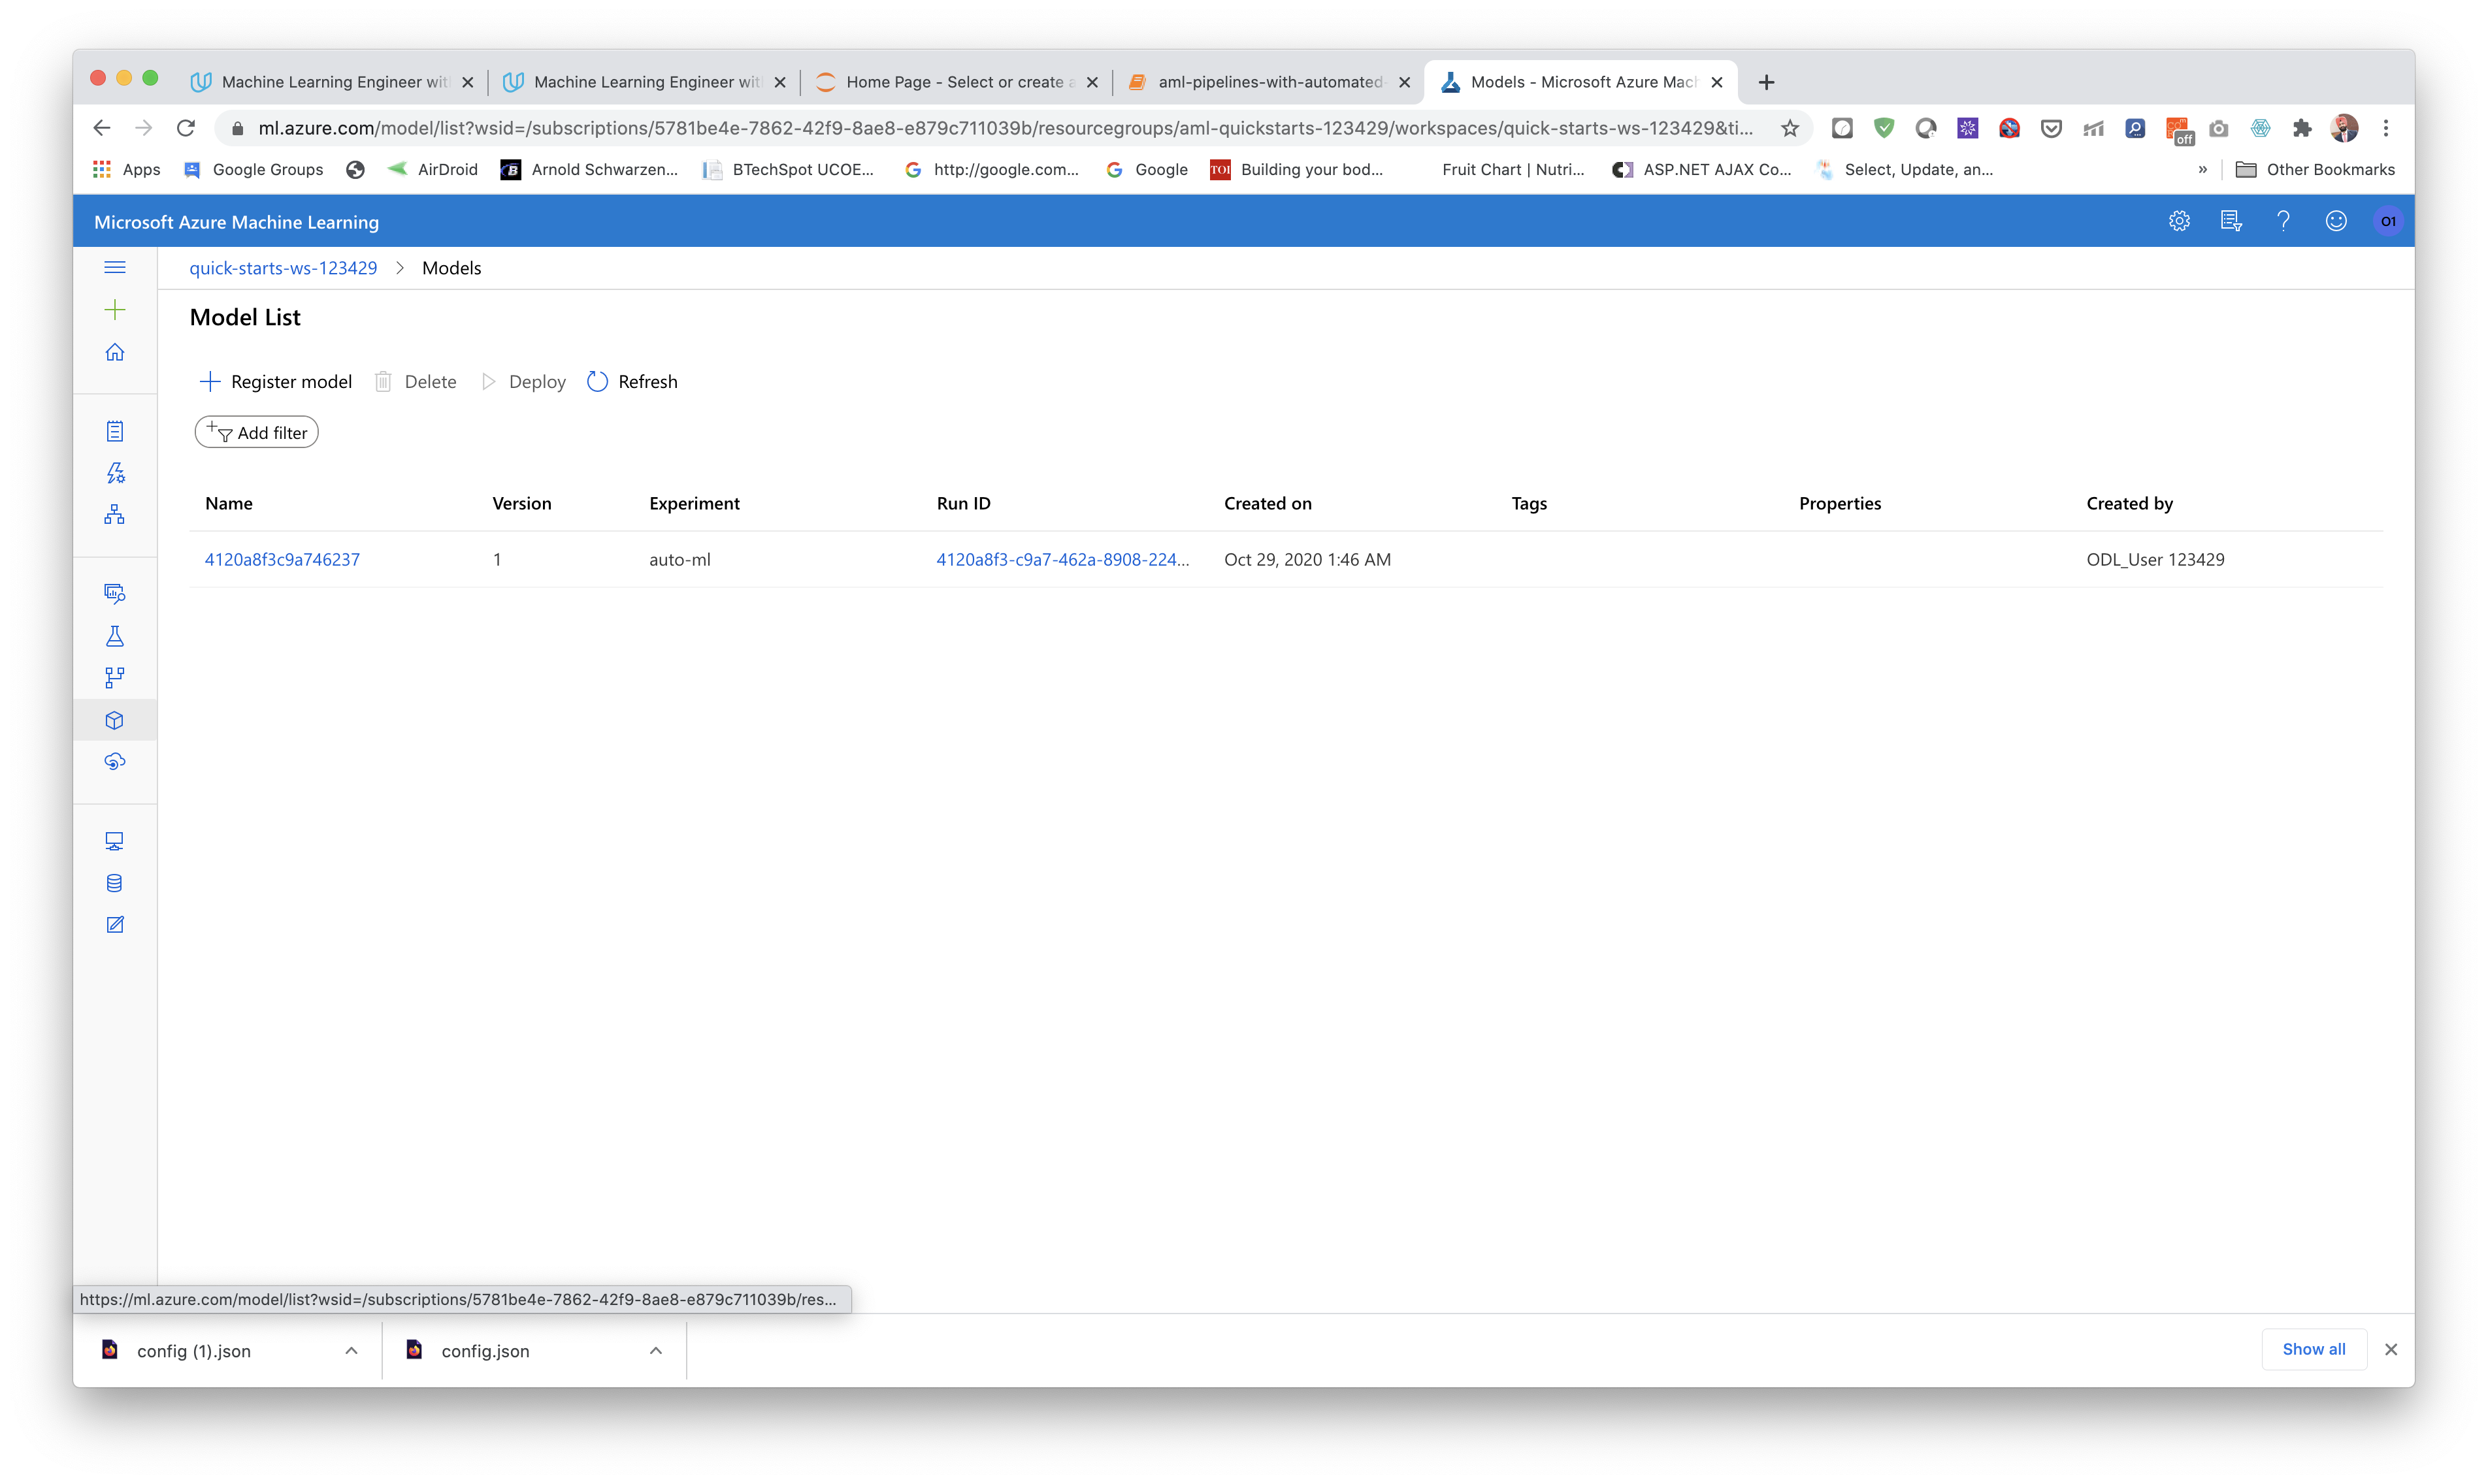 Machine Learning Engineer wit
Machine Learning Engineer wit
Home Page - Select or create a
aml-pipelines-with-automated-
Models - Microsoft Azure Mach
ml.azure.com/model/list?wsid=/subscriptions/5781be4e-7862-42f9-8ae8-e879c711039b/resourcegroups/aml-quickstarts-123429/workspaces/quick-starts-ws-123429&ti...
off
Apps
Google Groups
AirDroid
Arnold Schwarzen...
BTechSpot UCOE...
http://google.com...
Google
TOI
Building your bod...
Fruit Chart | Nutri...
ASP.NET AJAX Co...
Select, Update, an...
»
Other Bookmarks
Microsoft Azure Machine Learning
O1
quick-starts-ws-123429 > Models
Model List
Register model
Delete
Deploy
Refresh
Add filter
Name Version Experiment Run ID Created on Tags Properties Created by
4120a8f3c9a746237 1 auto-ml 4120a8f3-c9a7-462a-8908-224... Oct 29, 2020 1:46 AM ODL_User 123429
https://ml.azure.com/model/list?wsid=/subscriptions/5781be4e-7862-42f9-8ae8-e879c711039b/res...
config (1).json
config.json
Show all